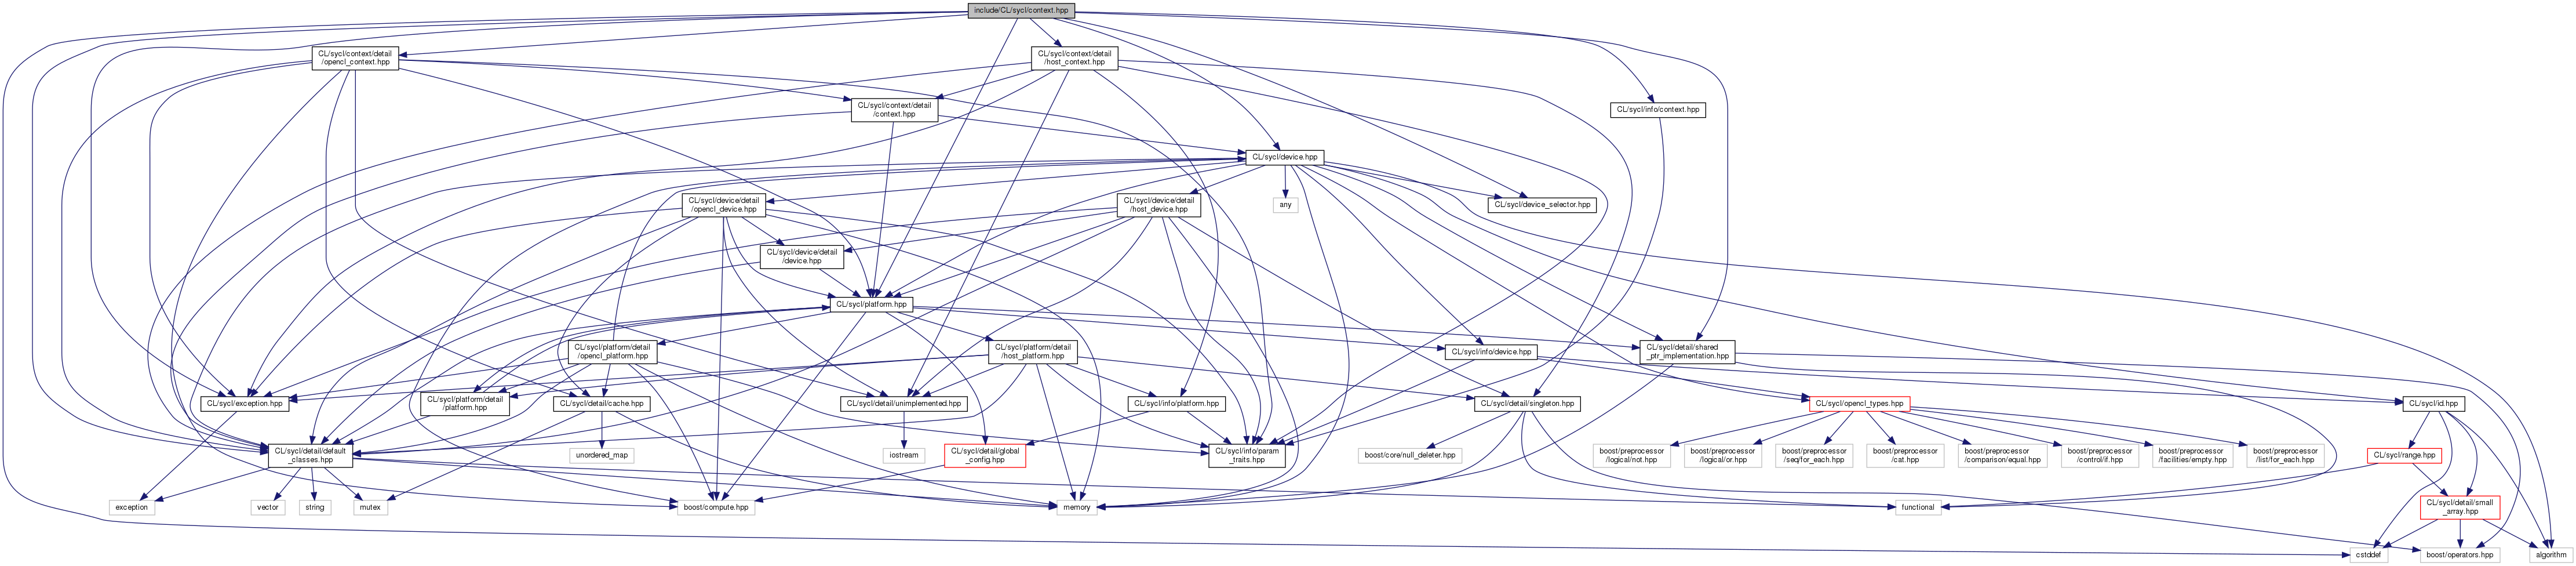 include/CL/sycl/context.hpp
CL/sycl/context/detail
/opencl_context.hpp
CL/sycl/context/detail
/host_context.hpp
CL/sycl/context/detail
/context.hpp
CL/sycl/info/context.hpp
CL/sycl/device.hpp
CL/sycl/device/detail
/opencl_device.hpp
CL/sycl/device/detail
/host_device.hpp
any
CL/sycl/device_selector.hpp
CL/sycl/device/detail
/device.hpp
CL/sycl/platform.hpp
CL/sycl/platform/detail
/opencl_platform.hpp
CL/sycl/platform/detail
/host_platform.hpp
CL/sycl/info/device.hpp
CL/sycl/detail/shared
_ptr_implementation.hpp
CL/sycl/exception.hpp
CL/sycl/platform/detail
/platform.hpp
CL/sycl/detail/cache.hpp
CL/sycl/detail/unimplemented.hpp
CL/sycl/info/platform.hpp
CL/sycl/detail/singleton.hpp
CL/sycl/opencl_types.hpp
CL/sycl/id.hpp
CL/sycl/detail/default
_classes.hpp
unordered_map
iostream
CL/sycl/detail/global
_config.hpp
CL/sycl/info/param
_traits.hpp
boost/core/null_deleter.hpp
boost/preprocessor
/logical/not.hpp
boost/preprocessor
/logical/or.hpp
boost/preprocessor
/seq/for_each.hpp
boost/preprocessor
/cat.hpp
boost/preprocessor
/comparison/equal.hpp
boost/preprocessor
/control/if.hpp
boost/preprocessor
/facilities/empty.hpp
boost/preprocessor
/list/for_each.hpp
CL/sycl/range.hpp
exception
vector
string
mutex
boost/compute.hpp
memory
functional
CL/sycl/detail/small
_array.hpp
cstddef
boost/operators.hpp
algorithm